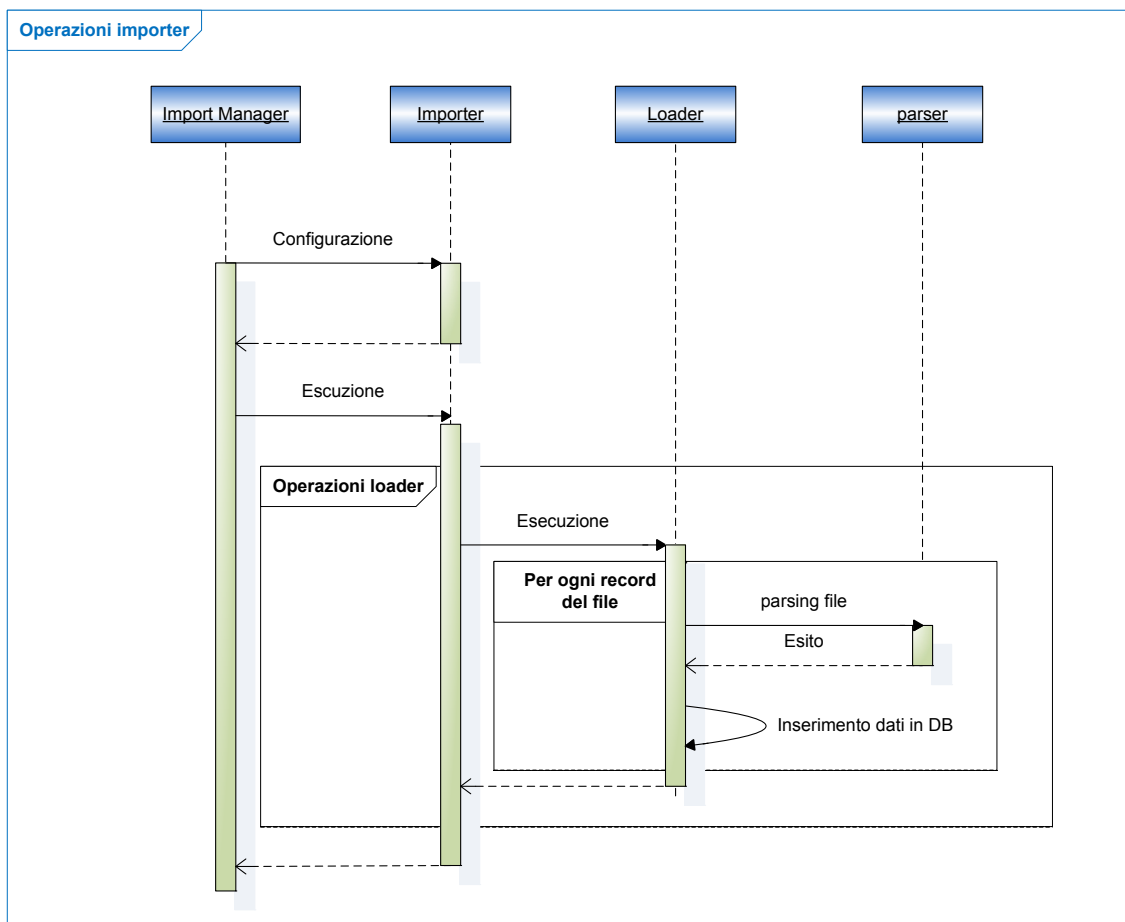 Operazioni importer
Import Manager
Importer
Loader
parser
Configurazione
Escuzione
Operazioni loader
Esecuzione
Per ogni record
del file
parsing file
Esito
Inserimento dati in DB